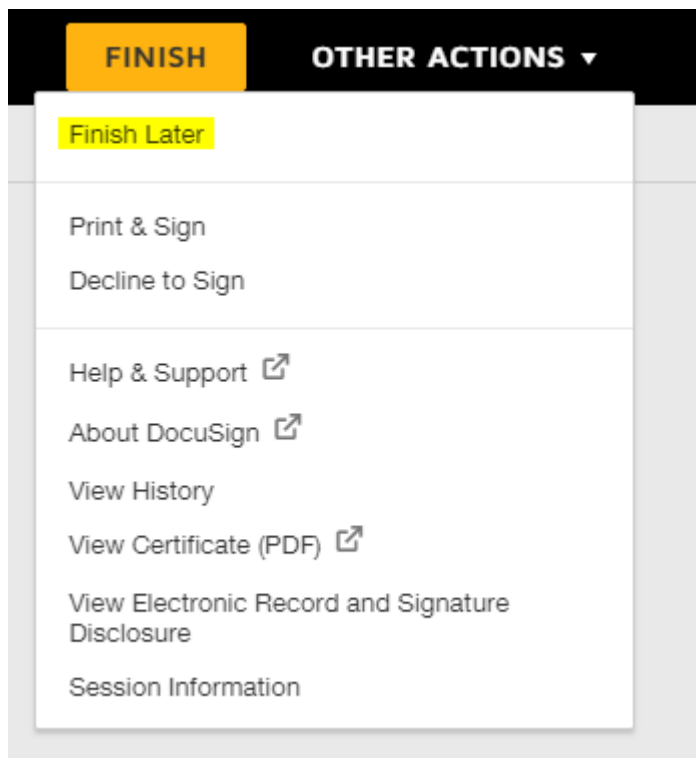 FINISH
OTHER ACTIONS
Finish Later
Print & Sign
Decline to Sign
Help & Support
About DocuSign
View History
View Certificate (PDF)
View Electronic Record and Signature
Disclosure
Session Information